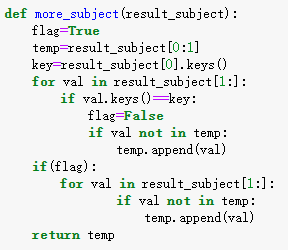 def more_subject(result_subject):
    flag=True
    temp=result_subject[0:1]
    key=result_subject[0].keys()
    for val in result_subject[1:]:
        if val.keys()==key:
            flag=False
            if val not in temp:
                temp.append(val)
    if(flag):
        for val in result_subject[1:]:
                if val not in temp:
                    temp.append(val)
    return temp